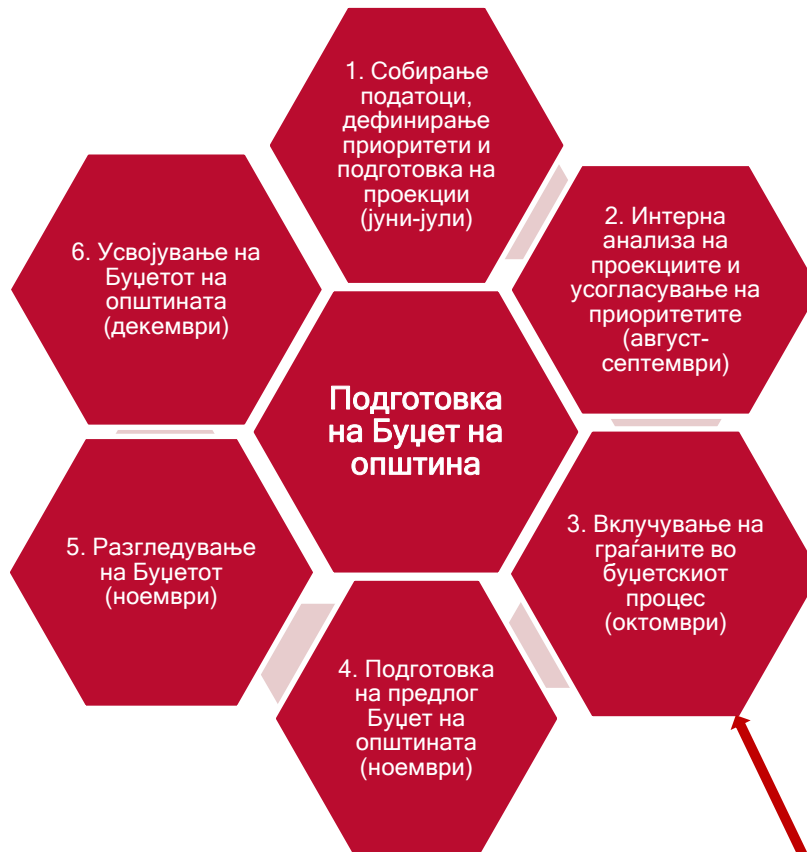 1. Собирање
податоци,
дефинирање
приоритети и
подготовка на
проекции
(јуни-јули)
2. Интерна
анализа на
проекциите и
усогласување на
приоритетите
(август-
септември)
3. Вклучување на
граѓаните во
буџетскиот
процес
(октомври)
4. Подготовка
на предлог
Буџет на
општината
(ноември)
5. Разгледување
на Буџетот
(ноември)
6. Усвојување на
Буџетот на
општината
(декември)
Подготовка
на Буџет на
општина